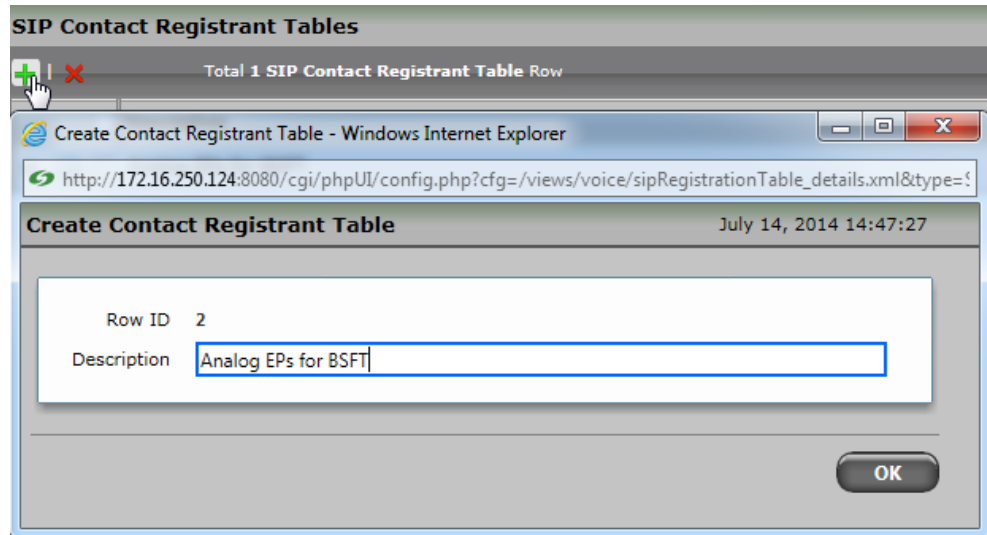 SIP Contact Registrant Tables
Total 1 SIP Contact Registrant Table Row
Create Contact Registrant Table - Windows Internet Explorer
http://172.16.250.124:8080/cgi/phpUI/config.php?cfg=/views/voice/sipRegistrationTable_details.xml&type=
Create Contact Registrant Table July 14, 2014 14:47:27
Row ID 2
Description Analog EPs for BSFT
OK